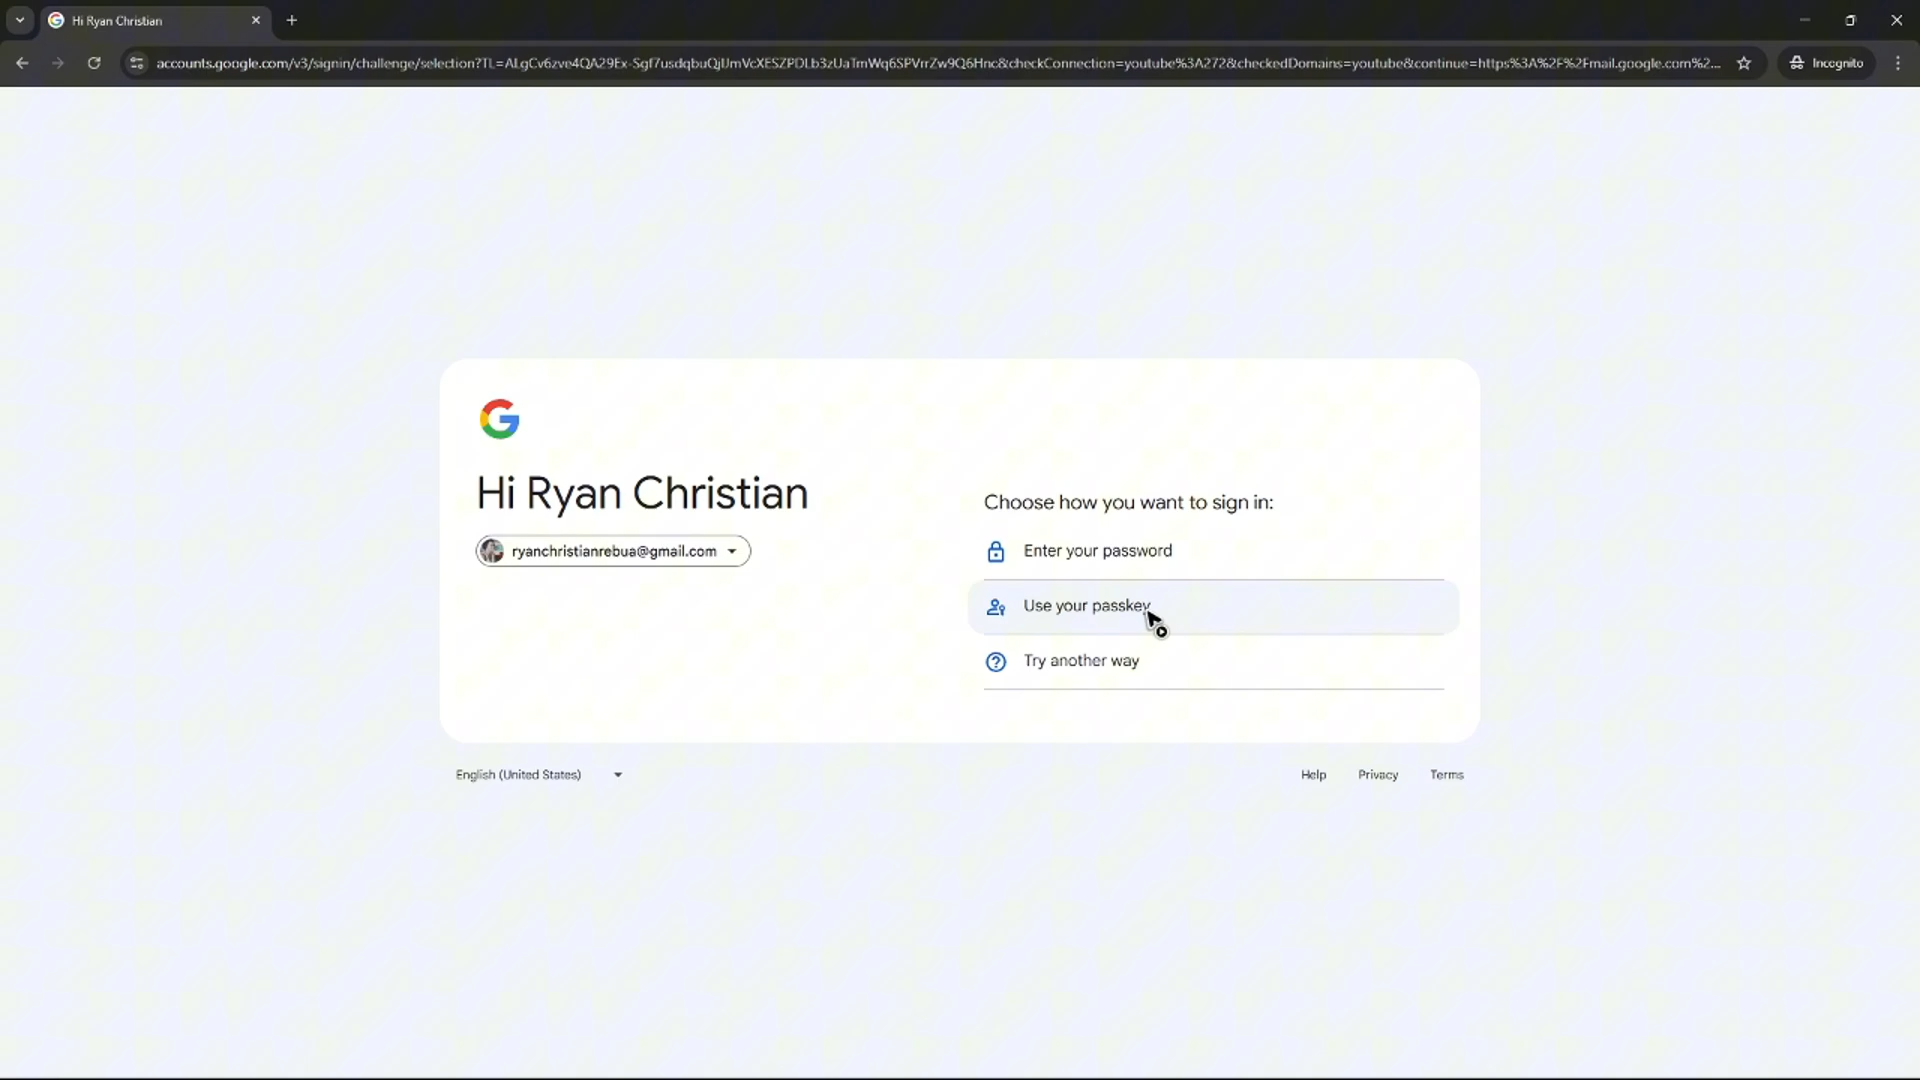 Hi Ryan Christian
Incognito
Hi Ryan Christian
ryanchristianrebua@gmail.com
Choose how you want to sign in:
Enter your password
Use your passkey
Try another way
English (United States)
Help Privacy Terms